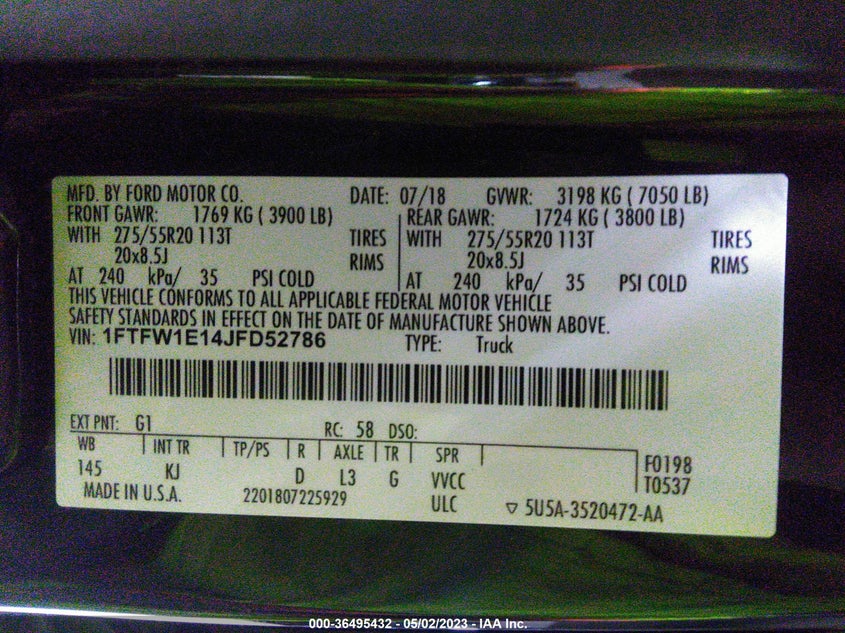 MFD. BY FORD MOTOR CO. DATE: 07/18 GVWR: 3198 KG ( 7050 LB)
FRONT GAWR: 1769 KG ( 3900 LB) REAR GAWR: 1724 KG ( 3800 LB)
WITH 275/55R20 113T TIRES WITH 275/55R20 113T TIRES
20x8.5J RIMS 20x8.5J RIMS
AT 240 kPa/ 35 PSI COLD AT 240 kPa/ 35 PSI COLD
THIS VEHICLE CONFORMS TO ALL APPLICABLE FEDERAL MOTOR VEHICLE
SAFETY STANDARDS IN EFFECT ON THE DATE OF MANUFACTURE SHOWN ABOVE.
VIN: 1FTFW1E14JFD52786 TYPE: Truck
EXT PNT: G1 RC: 58 DSO:
WB INT TR TP/PS R AXLE TR SPR
145 KJ D L3 G VVCC F0198
T0537
MADE IN U.S.A. 2201807225929 ULC ▽ 5U5A-3520472-AA
000-36495432 - 05/02/2023 - IAA Inc.